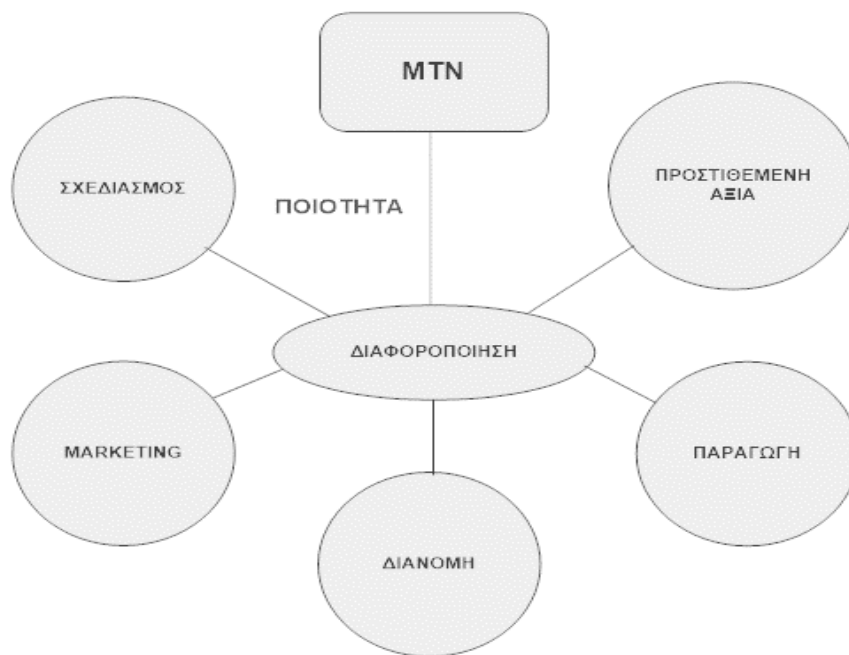 MTN
ΣΧΕΔΙΑΣΜΟΣ
ΠΡΟΣΤΙΘΕΜΕΝΗ
ΑΞΙΑ
ΠΟΙΟΤΗΤΑ
ΔΙΑΦΟΡΟΠΟΙΗΣΗ
MARKETING
ΠΑΡΑΓΩΓΗ
ΔΙΑΝΟΜΗ